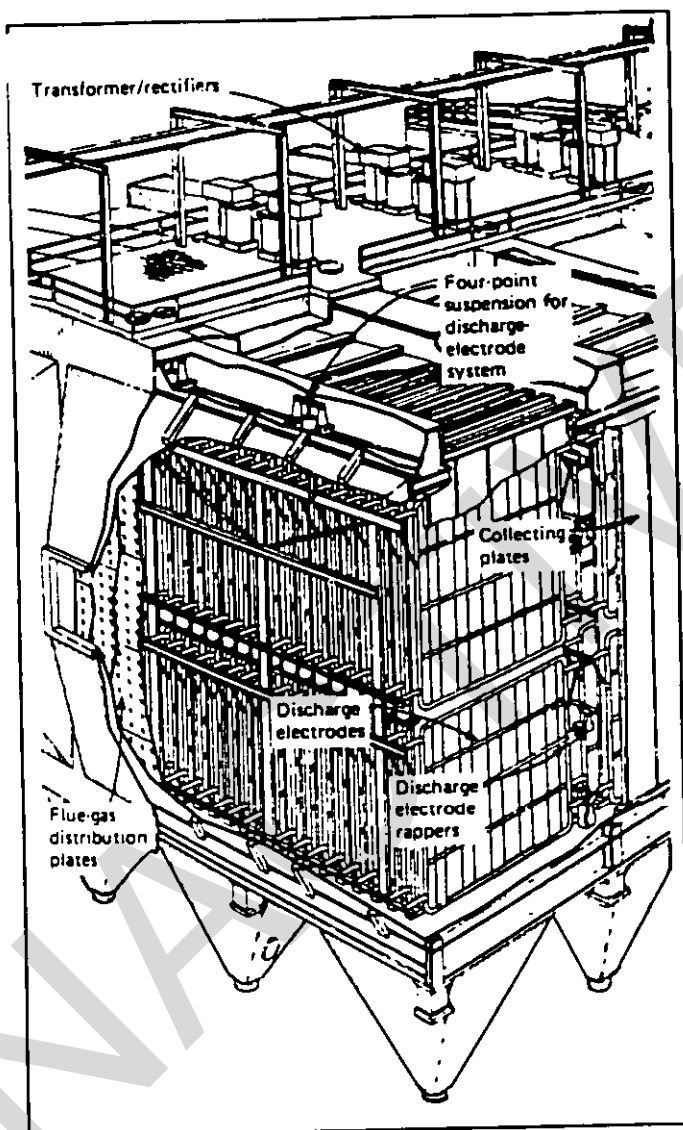 Transformer/rectifiers
Four-point
suspension for
discharge-
electrode
system
Collecting
plates
Discharge
electrodes
Discharge
electrode
rappers
Flue-gas
distribution
plates